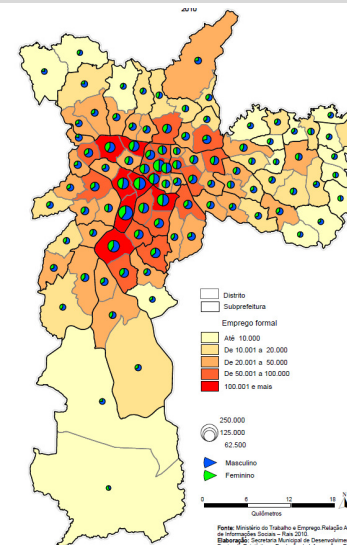 2010
Distrito
Subprefeitura
Emprego formal
Até 10.000
De 10.001 a 20.000
De 20.001 a 50.000
De 50.001 a 100.000
100.001 e mais
250.000
125.000
62.500
Masculino
Feminino
0 6 12 18
N
Quilômetros
Fonte: Ministério do Trabalho e Emprego.Relação A
de Informações Sociais – Rais 2010.
Elaboração: Secretaria Municipal de Desenvolvime